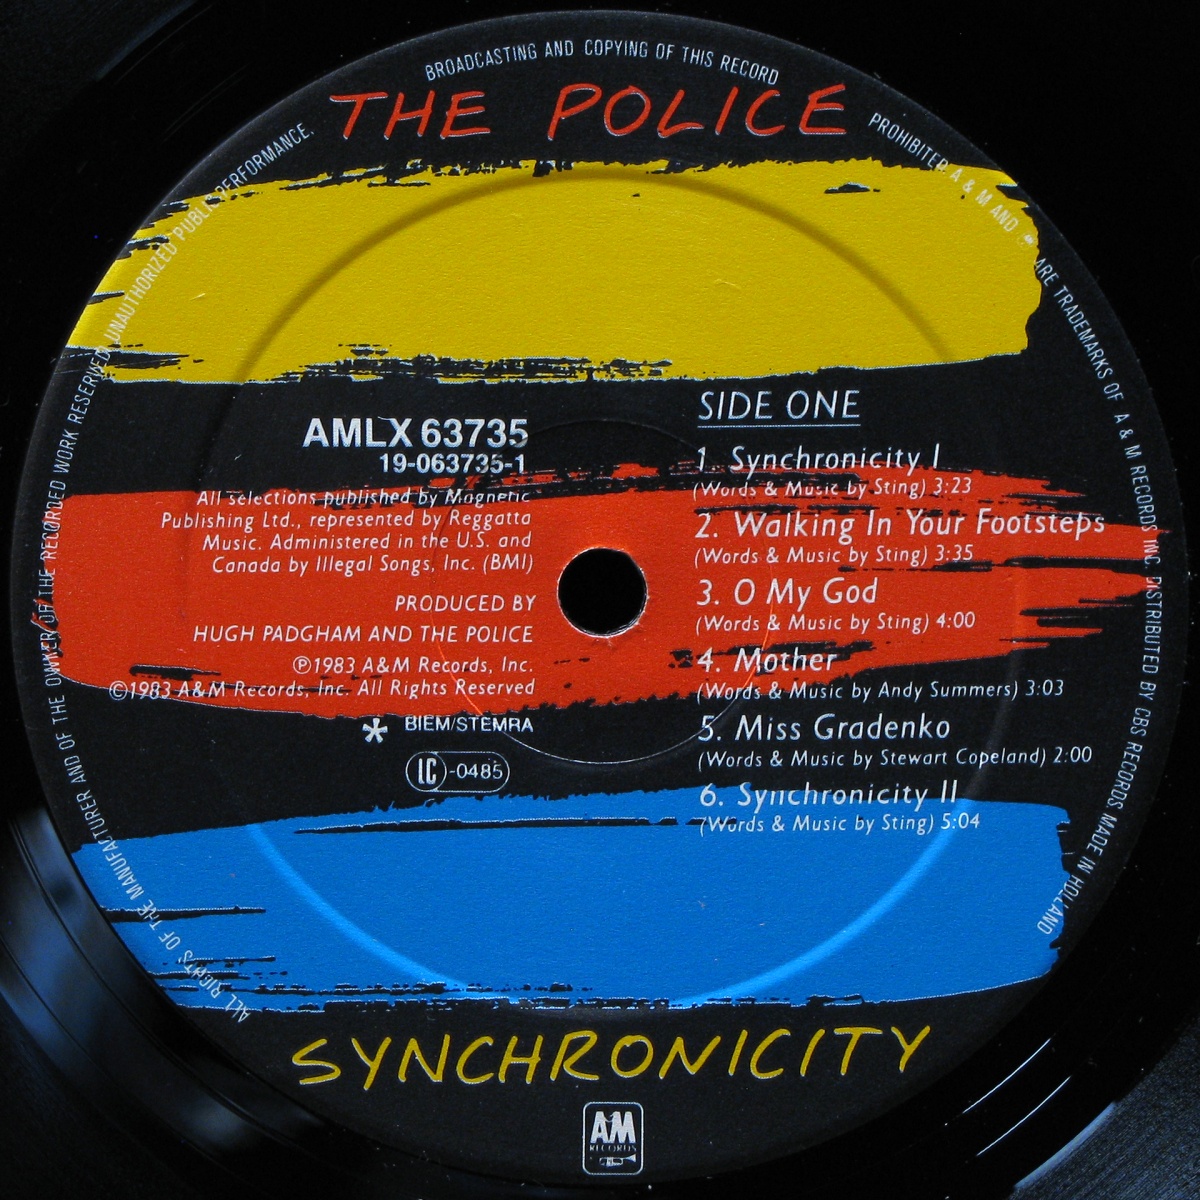 BROADCASTING AND COPYING OF THIS RECORD PROHIBITED. A & M AND ARE TRADEMARKS OF A & M RECORDS INC. DISTRIBUTED BY CBS RECORDS. MADE IN HOLLAND
ALL RIGHTS OF THE MANUFACTURER AND OF THE OWNER OF THE RECORDED WORK RESERVED. UNAUTHORIZED PUBLIC PERFORMANCE.
THE POLICE
AMLX 63735
19-063735-1
All selections published by Magnetic
Publishing Ltd., represented by Reggatta
Music. Administered in the U.S. and
Canada by Illegal Songs, Inc. (BMI)
PRODUCED BY
HUGH PADGHAM AND THE POLICE
℗1983 A&M Records, Inc.
©1983 A&M Records, Inc. All Rights Reserved
* BIEM/STEMRA
LC-0485
SIDE ONE
1. Synchronicity I
(Words & Music by Sting) 3:23
2. Walking In Your Footsteps
(Words & Music by Sting) 3:35
3. O My God
(Words & Music by Sting) 4:00
4. Mother
(Words & Music by Andy Summers) 3:03
5. Miss Gradenko
(Words & Music by Stewart Copeland) 2:00
6. Synchronicity II
(Words & Music by Sting) 5:04
SYNCHRONICITY
A&M
RECORDS